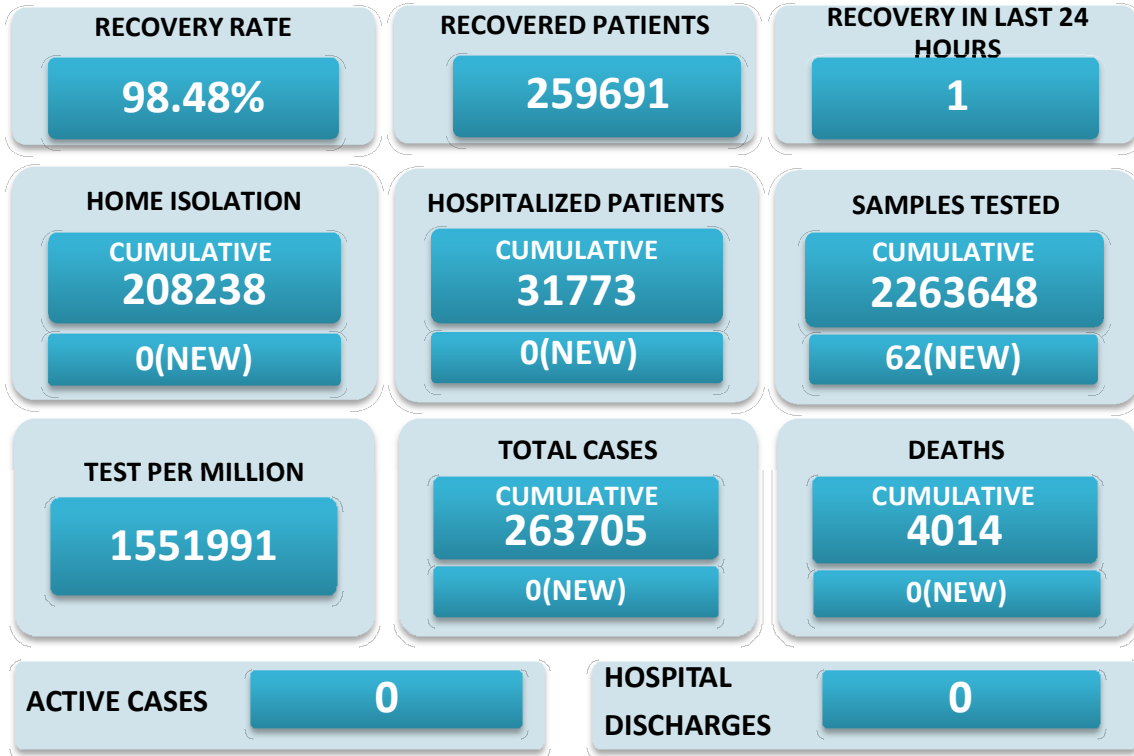 RECOVERY RATE
98.48%
RECOVERED PATIENTS
259691
RECOVERY IN LAST 24
HOURS
1
HOME ISOLATION
CUMULATIVE
208238
0(NEW)
HOSPITALIZED PATIENTS
CUMULATIVE
31773
0(NEW)
SAMPLES TESTED
CUMULATIVE
2263648
62(NEW)
TEST PER MILLION
1551991
TOTAL CASES
CUMULATIVE
263705
0(NEW)
DEATHS
CUMULATIVE
4014
0(NEW)
ACTIVE CASES
0
HOSPITAL
DISCHARGES
0